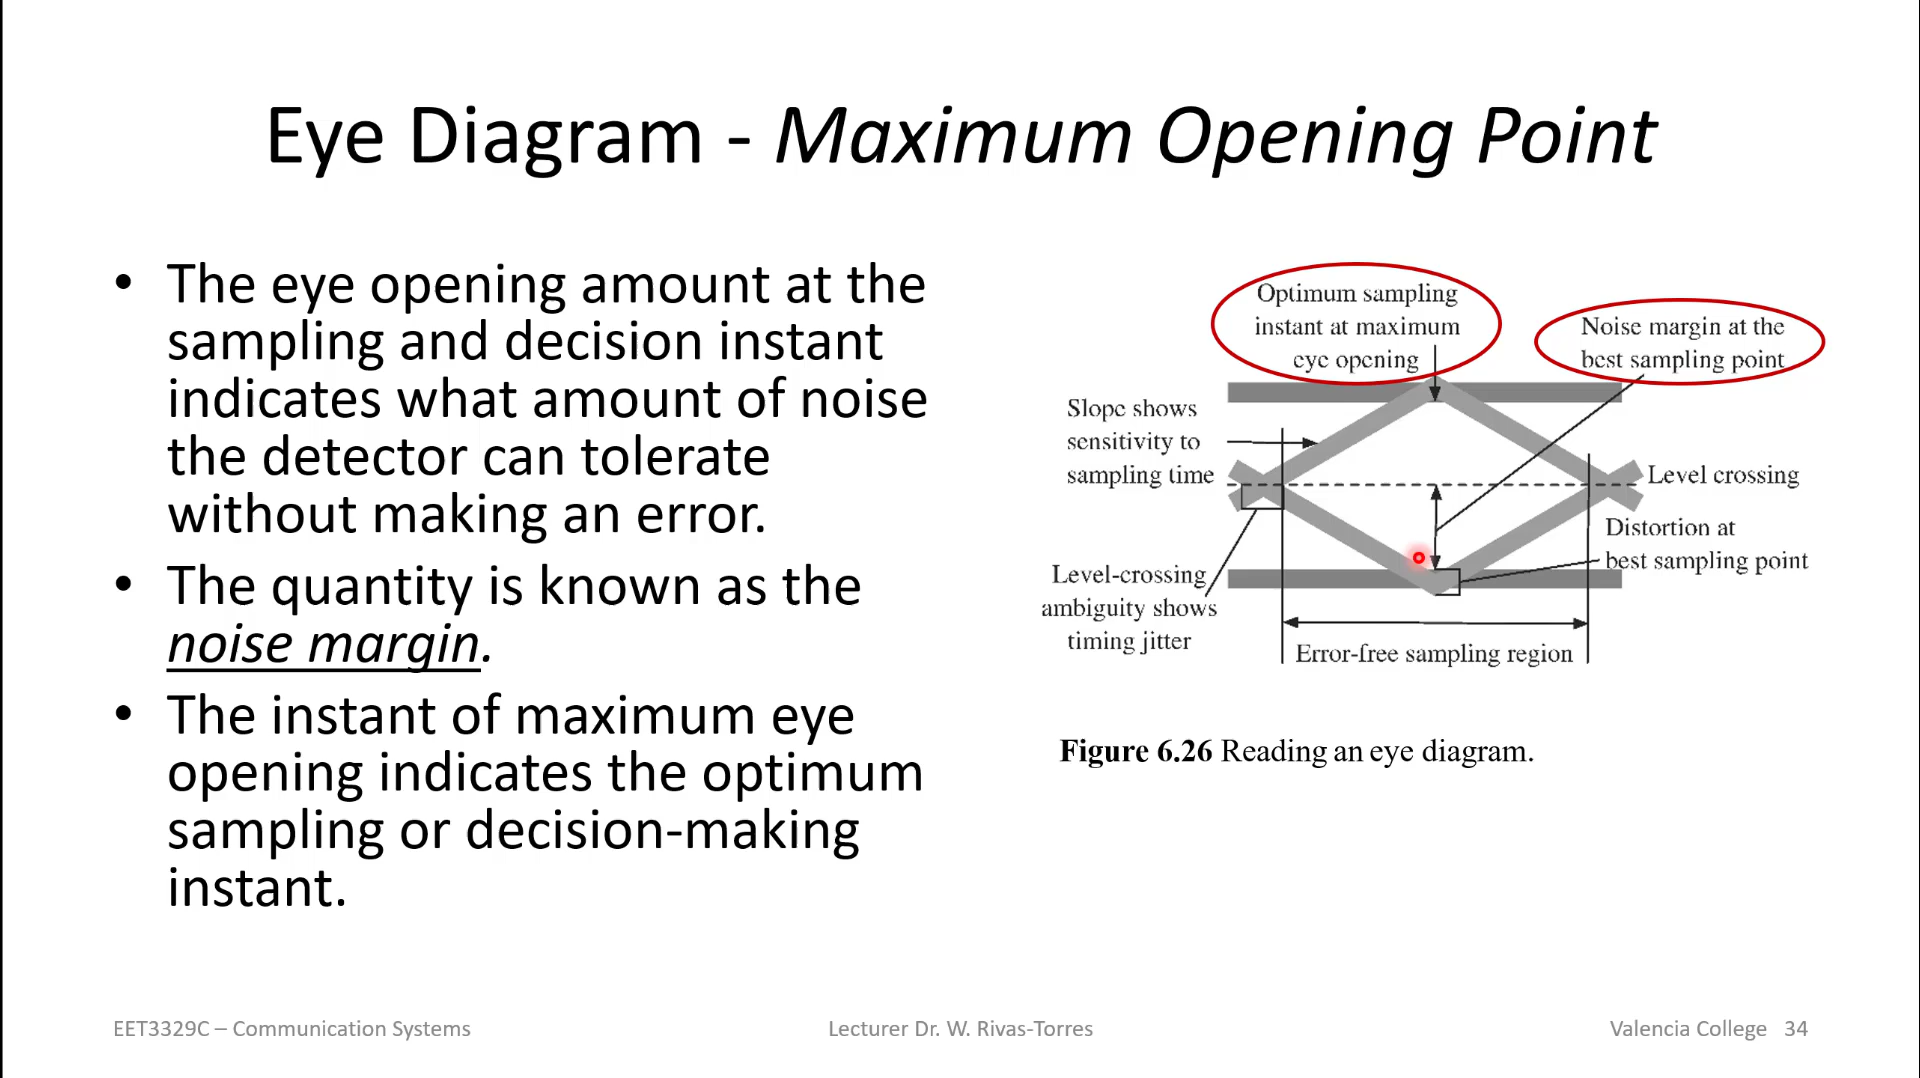 Eye Diagram - Maximum Opening Point
• The eye opening amount at the
sampling and decision instant
indicates what amount of noise
the detector can tolerate
without making an error.
• The quantity is known as the
noise margin.
• The instant of maximum eye
opening indicates the optimum
sampling or decision-making
instant.
Optimum sampling
instant at maximum
eye opening
Noise margin at the
best sampling point
Slope shows
sensitivity to
sampling time
Level crossing
Distortion at
best sampling point
Level-crossing
ambiguity shows
timing jitter
Error-free sampling region
Figure 6.26 Reading an eye diagram.
EET3329C – Communication Systems
Lecturer Dr. W. Rivas-Torres
Valencia College 34